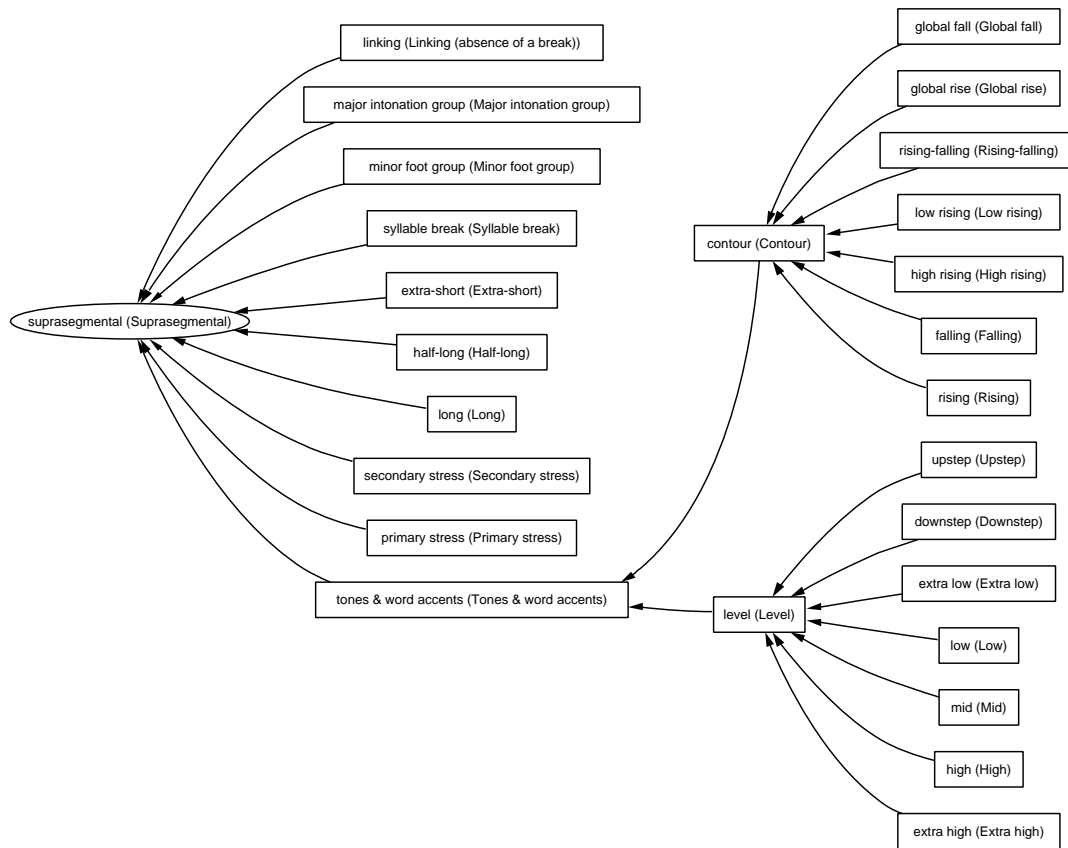 linking (Linking (absence of a break))
major intonation group (Major intonation group)
minor foot group (Minor foot group)
syllable break (Syllable break)
extra-short (Extra-short)
suprasegmental (Suprasegmental)
half-long (Half-long)
long (Long)
secondary stress (Secondary stress)
primary stress (Primary stress)
tones & word accents (Tones & word accents)
global fall (Global fall)
global rise (Global rise)
rising-falling (Rising-falling)
low rising (Low rising)
contour (Contour)
high rising (High rising)
falling (Falling)
rising (Rising)
upstep (Upstep)
downstep (Downstep)
extra low (Extra low)
level (Level)
low (Low)
mid (Mid)
high (High)
extra high (Extra high)